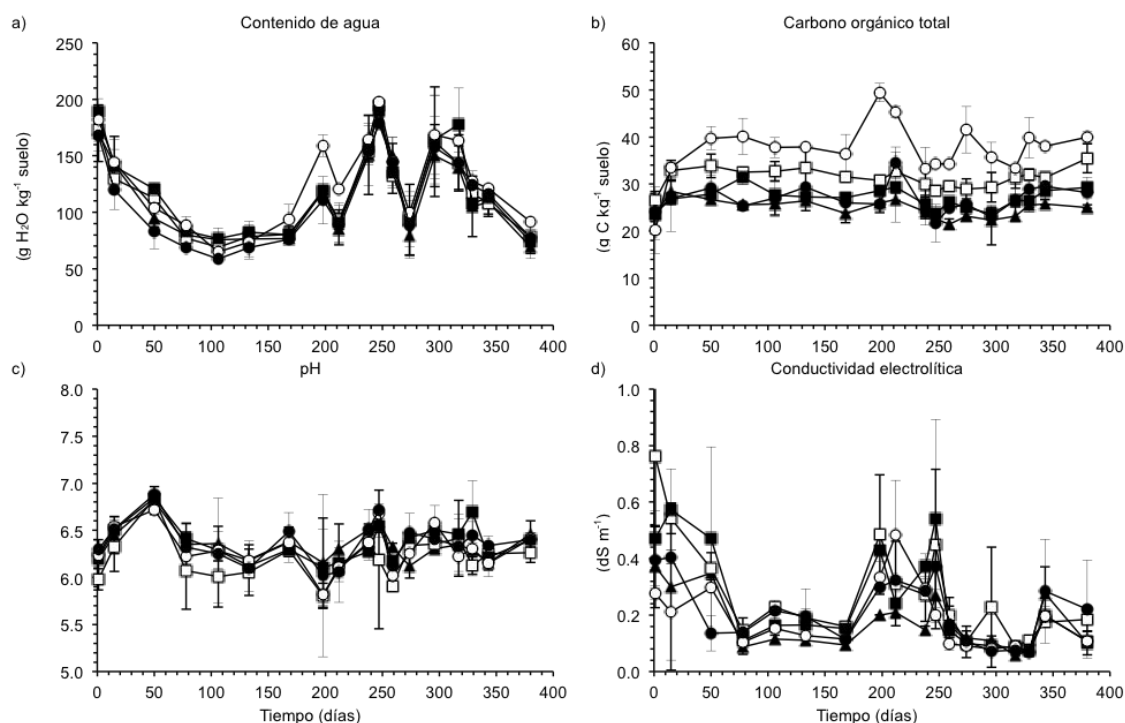 a) Contenido de agua
250
200
150
100
50
0
(g H₂O kg⁻¹ suelo)
0 50 100 150 200 250 300 350 400
b) Carbono orgánico total
60
50
40
30
20
10
0
(g C kg⁻¹ suelo)
0 50 100 150 200 250 300 350 400
c) pH
8.0
7.5
7.0
6.5
6.0
5.5
5.0
0 50 100 150 200 250 300 350 400
Tiempo (días)
d) Conductividad electrolítica
1.0
0.8
0.6
0.4
0.2
0.0
(dS m⁻¹)
0 50 100 150 200 250 300 350 400
Tiempo (días)